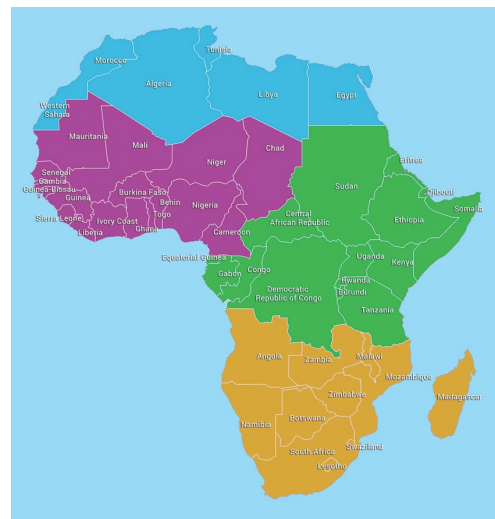 Tunisia
Morocco
Algeria
Libya
Egypt
Western
Sahara
Mauritania
Mali
Niger
Chad
Eritrea
Senegal
Gambia
Guinea-Bissau
Guinea
Burkina Faso
Benin
Togo
Nigeria
Sudan
Djibouti
Somalia
Sierra Leone
Liberia
Ivory Coast
Ghana
Cameroon
Central
African Republic
Ethiopia
Equatorial Guinea
Gabon
Congo
Uganda
Kenya
Rwanda
Burundi
Democratic
Republic of Congo
Tanzania
Angola
Zambia
Malawi
Mozambique
Zimbabwe
Madagascar
Namibia
Botswana
South Africa
Swaziland
Lesotho